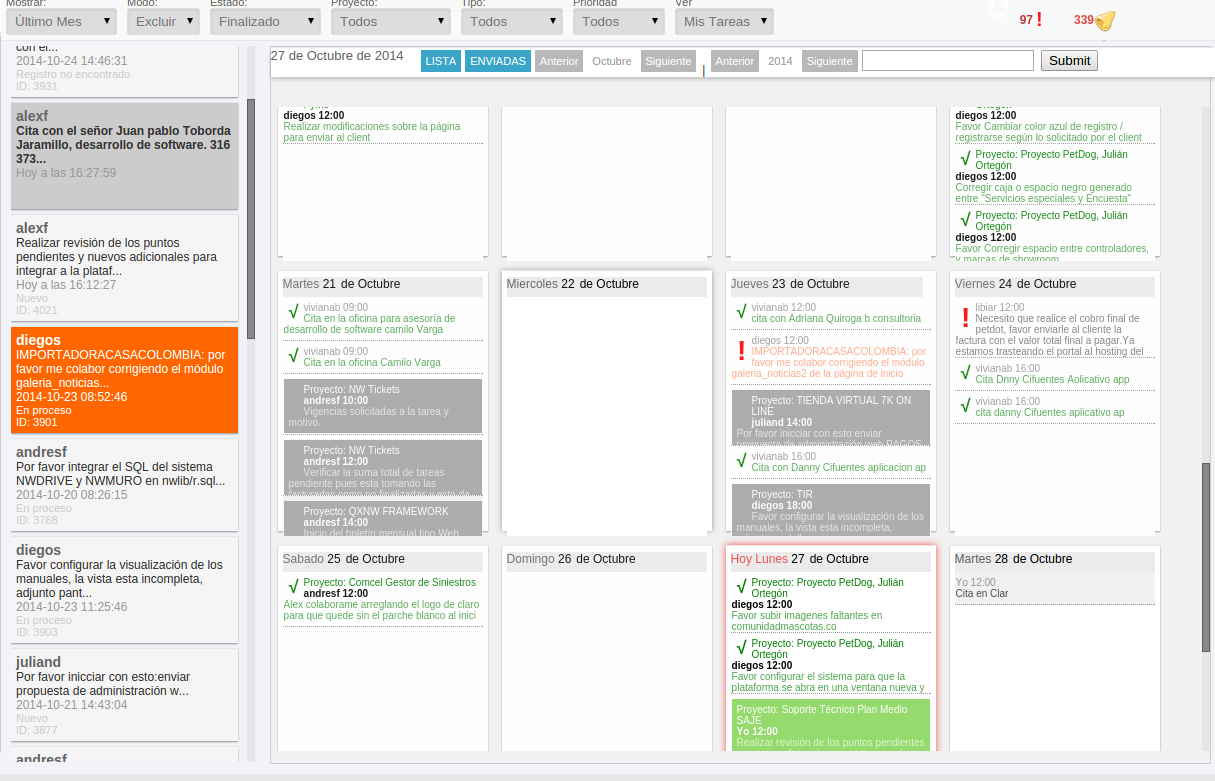 Mostrar: Modo: Estado: Proyecto: Tipo: Prioridad Ver
Último Mes Excluir Finalizado Todos Todos Todos Mis Tareas
97 ! 339
con el...
2014-10-24 14:46:31
Registro no encontrado
ID: 3931
alexf
Cita con el señor Juan pablo Toborda
Jaramillo, desarrollo de software. 316
373...
Hoy a las 16:27:59
alexf
Realizar revisión de los puntos
pendientes y nuevos adicionales para
integrar a la plataf...
Hoy a las 16:12:27
Nuevo
ID: 4021
diegos
IMPORTADORACASACOLOMBIA: por
favor me colabor corrigiendo el módulo
galeria_noticias...
2014-10-23 08:52:46
En proceso
ID: 3901
andresf
Por favor integrar el SQL del sistema
NWDRIVE y NWMURO en nwlib/r.sql...
2014-10-20 08:26:15
En proceso
ID: 3768
diegos
Favor configurar la visualización de los
manuales, la vista esta incompleta,
adjunto pant...
2014-10-23 11:25:46
En proceso
ID: 3903
juliand
Por favor inicciar con esto:enviar
propuesta de administración w...
2014-10-21 14:43:04
Nuevo
ID: 3877
andresf
27 de Octubre de 2014 LISTA ENVIADAS Anterior Octubre Siguiente | Anterior 2014 Siguiente Submit
diegos 12:00
Realizar modificaciones sobre la página
para enviar al client
Ortegón
diegos 12:00
Favor Cambiar color azul de registro /
registrarse según lo solicitado por el client
√ Proyecto: Proyecto PetDog, Julián
Ortegón
diegos 12:00
Corregir caja o espacio negro generado
entre "Servicios especiales y Encuesta"
√ Proyecto: Proyecto PetDog, Julián
Ortegón
diegos 12:00
Favor Corregir espacio entre controladores,
y marcas de showroom
Martes 21 de Octubre
√ vivianab 09:00
Cita en la oficina para asesoría de
desarrollo de software camilo Varga
√ vivianab 09:00
Cita en la oficina Camilo Varga
Proyecto: NW Tickets
andresf 10:00
Vigencias solicitadas a la tarea y
motivo.
Proyecto: NW Tickets
andresf 12:00
Verificar la suma total de tareas
pendiente pues esta tomando las
facturadas como no finalizadas y esto da
Proyecto: QXNW FRAMEWORK
andresf 14:00
Inicio del boletín mensual tipo Web
Miercoles 22 de Octubre
Jueves 23 de Octubre
√ vivianab 12:00
cita con Adriana Quiroga b consultoria
! diegos 12:00
IMPORTADORACASACOLOMBIA: por
favor me colabor corrigiendo el módulo
galeria_noticias2 de la página de inicio
Proyecto: TIENDA VIRTUAL 7K ON
LINE
juliand 14:00
Por favor inicciar con esto:enviar
propuesta de administración web PAGOS
√ vivianab 16:00
Cita con Danny Cifuentes aplicacion ap
Proyecto: TIR
diegos 18:00
Favor configurar la visualización de los
manuales, la vista esta incompleta,
Viernes 24 de Octubre
! libiar 12:00
Necesito que realice el cobro final de
petdot, favor enviarle al cliente la
factura con el valor total final a pagar.Ya
estamos trasteando el portal al hosting del
√ vivianab 16:00
Cita Dnny Cifuentes Aolicativo app
√ vivianab 16:00
cita danny Cifuentes aplicativo ap
Sabado 25 de Octubre
√ Proyecto: Comcel Gestor de Siniestros
andresf 12:00
Alex colaborame arreglando el logo de claro
para que quede sin el parche blanco al inici
Domingo 26 de Octubre
Hoy Lunes 27 de Octubre
√ Proyecto: Proyecto PetDog, Julián
Ortegón
diegos 12:00
Favor subir imagenes faltantes en
comunidadmascotas.co
√ Proyecto: Proyecto PetDog, Julián
Ortegón
diegos 12:00
Favor configurar el sistema para que la
plataforma se abra en una ventana nueva y
Proyecto: Soporte Técnico Plan Medio
SAJE
Yo 12:00
Realizar revisión de los puntos pendientes
Martes 28 de Octubre
Yo 12:00
Cita en Clar